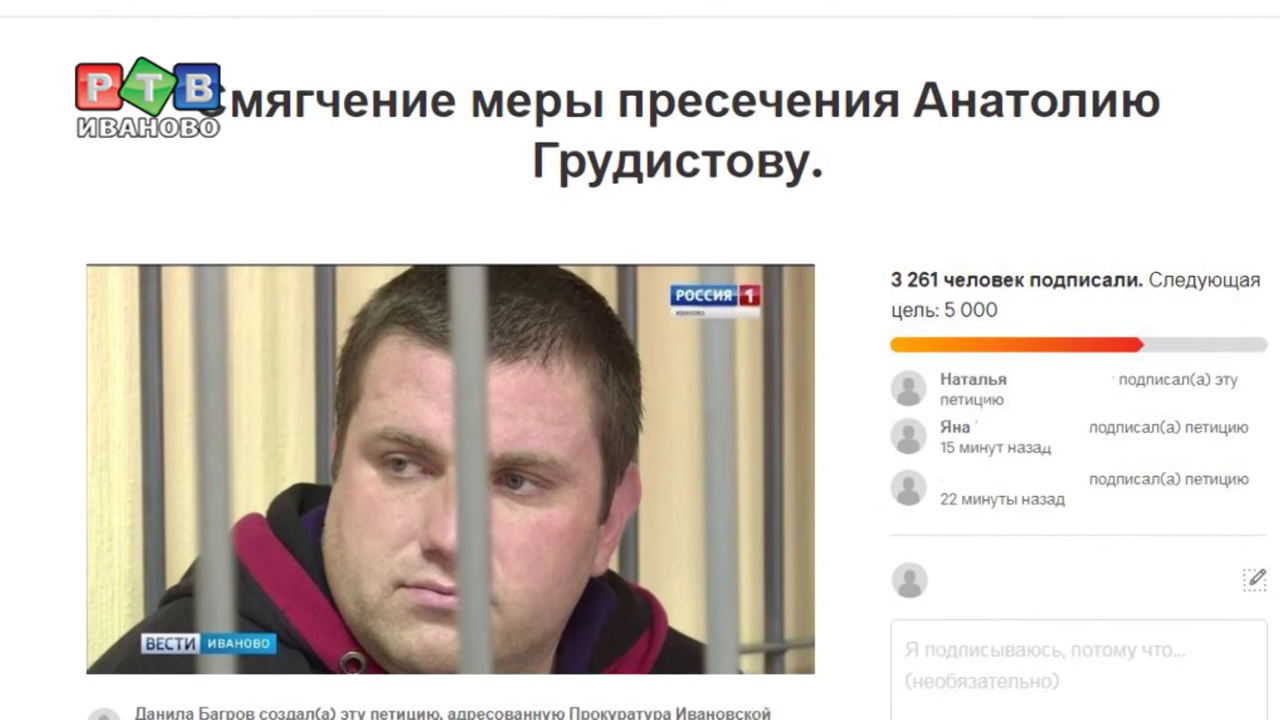 РТВ
ИВАНОВО
Смягчение меры пресечения Анатолию
Грудистову.
РОССИЯ 1
ИВАНОВО
ВЕСТИ ИВАНОВО
3 261 человек подписали. Следующая
цель: 5 000
Наталья подписал(а) эту
петицию
Яна подписал(а) петицию
15 минут назад
подписал(а) петицию
22 минуты назад
Я подписываюсь, потому что...
(необязательно)
Данила Багров создал(а) эту петицию, адресованную Прокуратура Ивановской